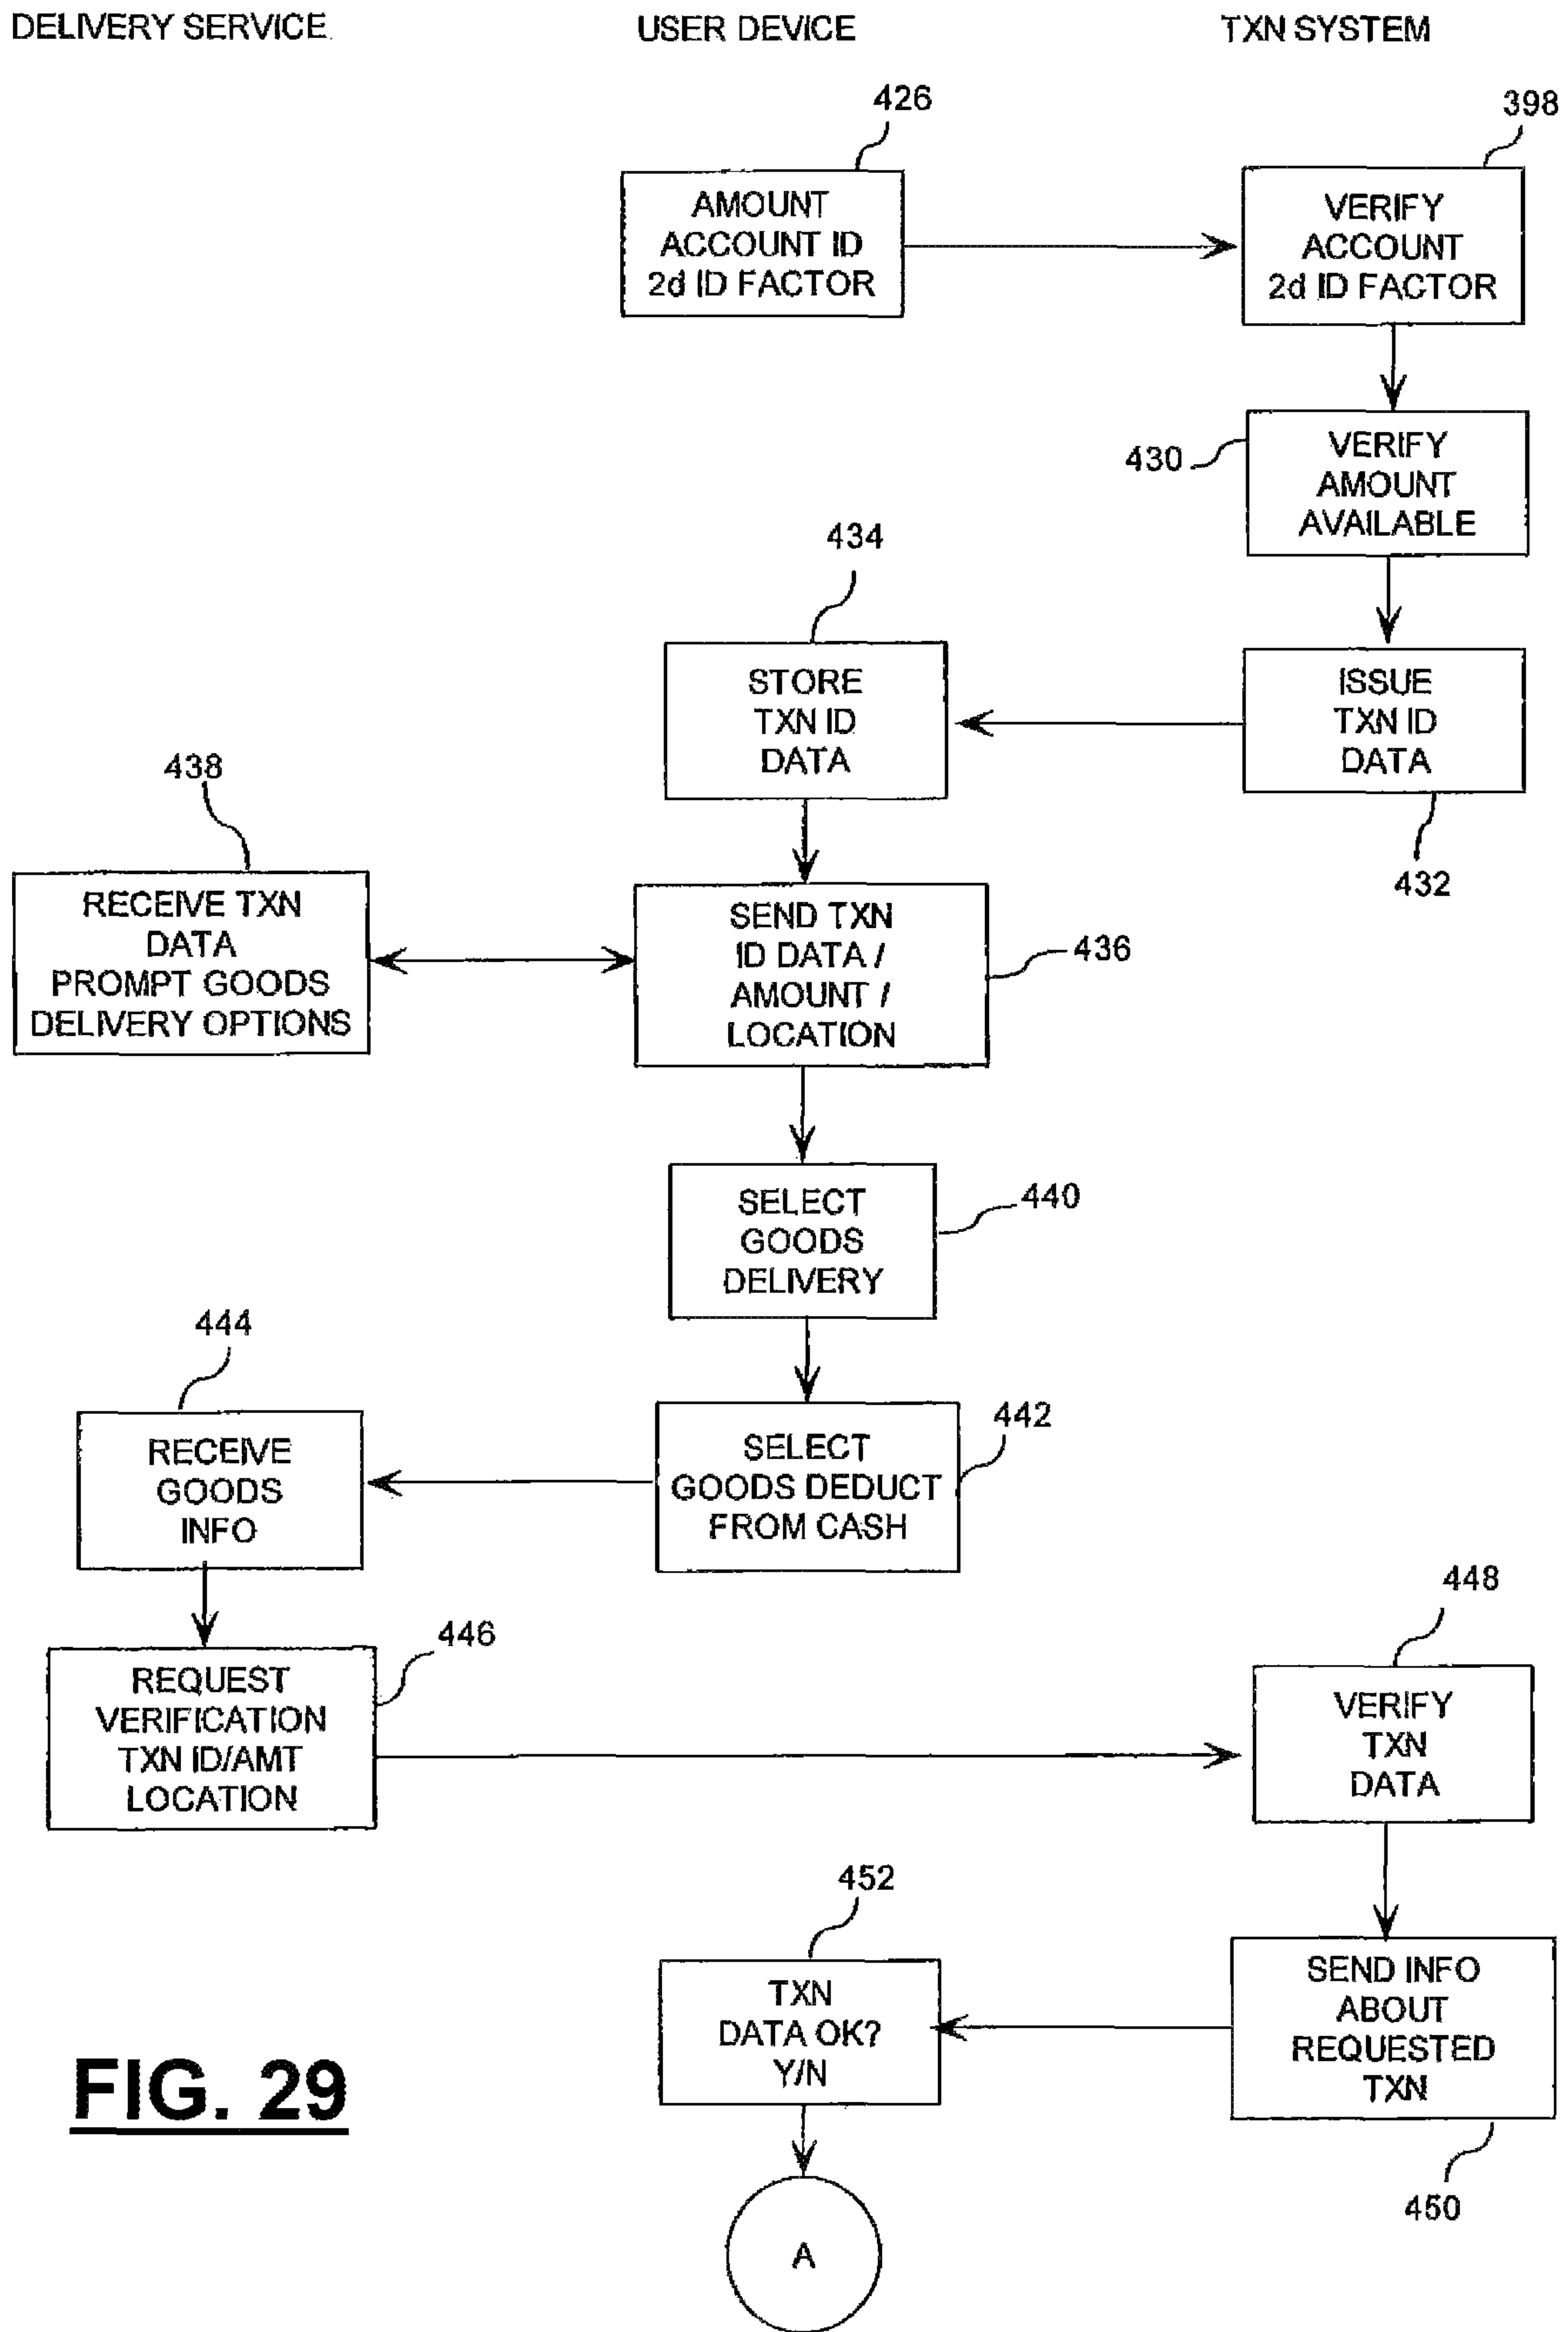 DELIVERY SERVICE
USER DEVICE
TXN SYSTEM
426
398
AMOUNT
ACCOUNT ID
2d ID FACTOR
VERIFY
ACCOUNT
2d ID FACTOR
430
VERIFY
AMOUNT
AVAILABLE
434
STORE
TXN ID
DATA
ISSUE
TXN ID
DATA
432
438
RECEIVE TXN
DATA
PROMPT GOODS
DELIVERY OPTIONS
SEND TXN
ID DATA /
AMOUNT /
LOCATION
436
SELECT
GOODS
DELIVERY
440
444
RECEIVE
GOODS
INFO
SELECT
GOODS DEDUCT
FROM CASH
442
446
REQUEST
VERIFICATION
TXN ID/AMT
LOCATION
448
VERIFY
TXN
DATA
452
TXN
DATA OK?
Y/N
SEND INFO
ABOUT
REQUESTED
TXN
450
A
FIG. 29